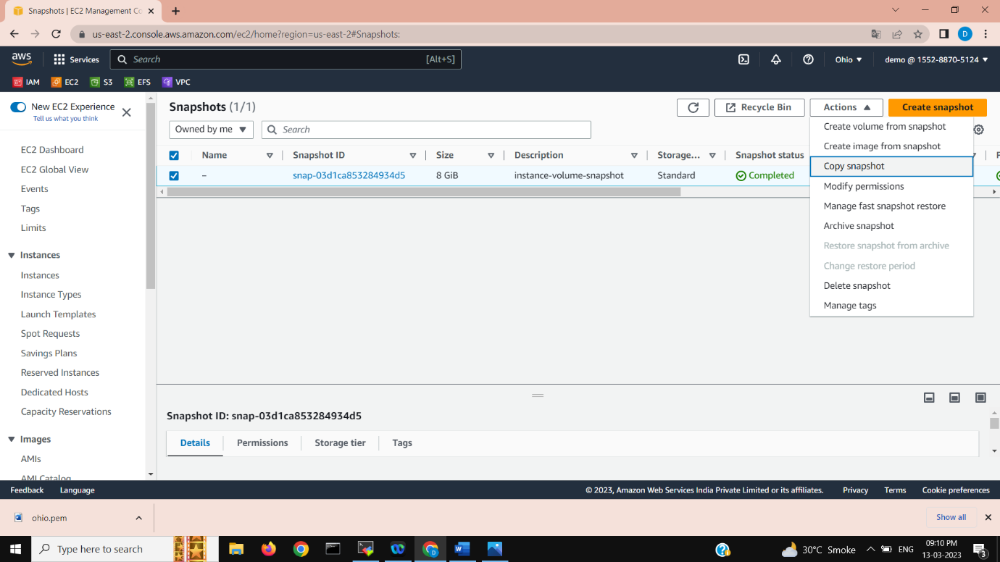 Snapshots | EC2 Management Co
us-east-2.console.aws.amazon.com/ec2/home?region=us-east-2#Snapshots:
D
aws
Services
Search
[Alt+S]
Ohio
demo @ 1552-8870-5124
IAM
EC2
S3
EFS
VPC
New EC2 Experience
Tell us what you think
EC2 Dashboard
EC2 Global View
Events
Tags
Limits
Instances
Instances
Instance Types
Launch Templates
Spot Requests
Savings Plans
Reserved Instances
Dedicated Hosts
Capacity Reservations
Images
AMIs
AMI Catalog
Snapshots (1/1)
Recycle Bin
Actions
Create snapshot
Owned by me
Search
Name
Snapshot ID
Size
Description
Storage...
Snapshot status
–
snap-03d1ca853284934d5
8 GiB
instance-volume-snapshot
Standard
Completed
Create volume from snapshot
Create image from snapshot
Copy snapshot
Modify permissions
Manage fast snapshot restore
Archive snapshot
Restore snapshot from archive
Change restore period
Delete snapshot
Manage tags
Snapshot ID: snap-03d1ca853284934d5
Details
Permissions
Storage tier
Tags
Feedback
Language
© 2023, Amazon Web Services India Private Limited or its affiliates.
Privacy
Terms
Cookie preferences
ohio.pem
Show all
Type here to search
30°C Smoke
ENG
09:10 PM
13-03-2023
3